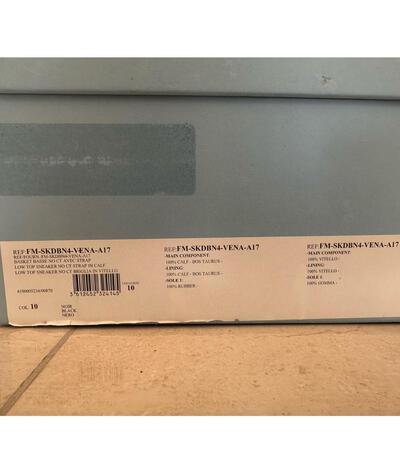 REF:FM-SKDBN4-VENA-A17
REF/FOURN.:FM-SKDBN4-VENA-A17
BASKET BASSE NO CT AVEC STRAP
LOW TOP SNEAKER NO CT STRAP IN CALF
LOW TOP SNEAKER NO CT BRIGLIA IN VITELLO
10
3612452324145
COL. 10
NOIR
BLACK
NERO
REF:FM-SKDBN4-VENA-A17
-MAIN COMPONENT:
100% CALF - BOS TAURUS -
-LINING:
100% CALF - BOS TAURUS -
-SOLE 1:
100% RUBBER -
REF:FM-SKDBN4-VENA-A17
-MAIN COMPONENT:
100% VITELLO -
-LINING:
100% VITELLO -
-SOLE 1:
100% GOMMA -